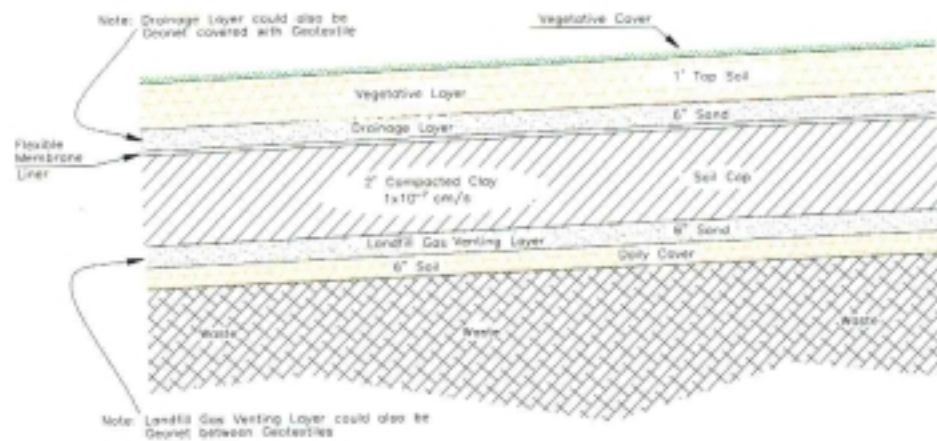 Note: Drainage Layer could also be
Geonet covered with Geotextile
Vegetative Cover
1' Top Soil
Vegetative Layer
6" Sand
Drainage Layer
Flexible
Membrane
Liner
2' Compacted Clay
1x10⁻⁷ cm/s
Soil Cap
6" Sand
Landfill Gas Venting Layer
Daily Cover
6" Soil
Waste
Waste
Waste
Note: Landfill Gas Venting Layer could also be
Geonet between Geotextiles